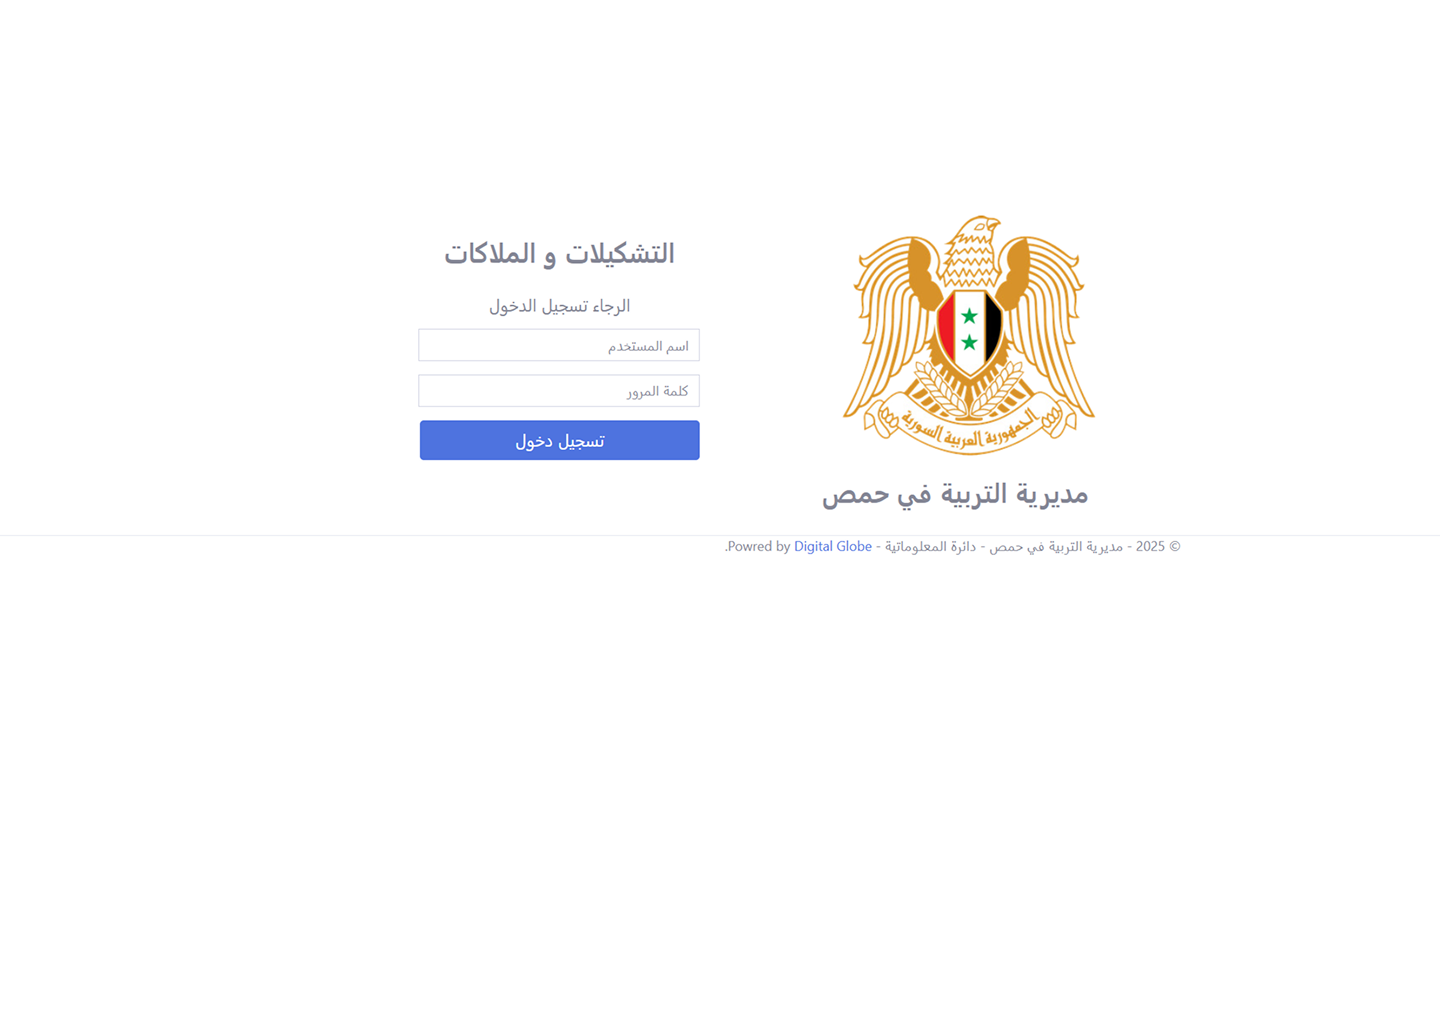 الجمهورية العربية السورية
مديرية التربية في حمص
التشكيلات و الملاكات
الرجاء تسجيل الدخول
اسم المستخدم
كلمة المرور
تسجيل دخول
© 2025 - مديرية التربية في حمص - دائرة المعلوماتية - Powred by Digital Globe.